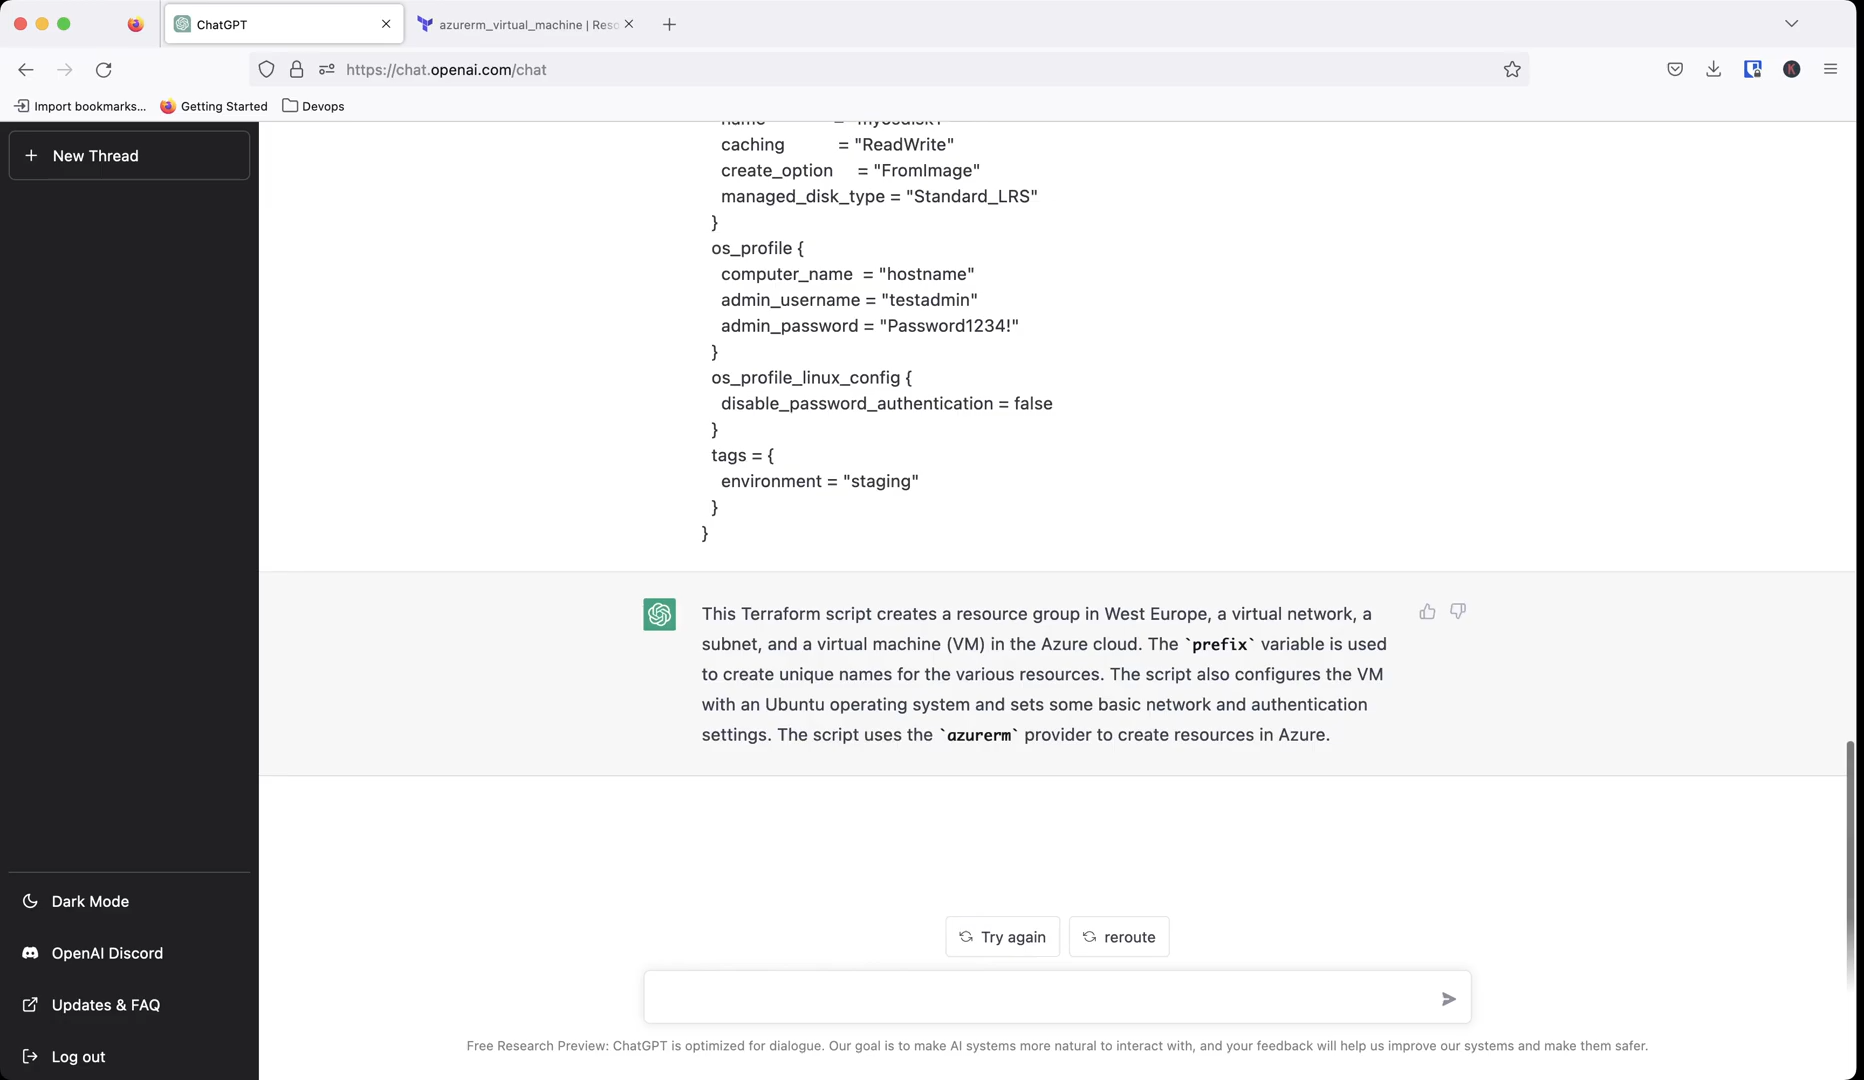 ChatGPT
azurerm_virtual_machine | Reso
https://chat.openai.com/chat
Import bookmarks...
Getting Started
Devops
K
New Thread
name = "myosdisk1"
caching = "ReadWrite"
create_option = "FromImage"
managed_disk_type = "Standard_LRS"
}
os_profile {
computer_name = "hostname"
admin_username = "testadmin"
admin_password = "Password1234!"
}
os_profile_linux_config {
disable_password_authentication = false
}
tags = {
environment = "staging"
}
}
This Terraform script creates a resource group in West Europe, a virtual network, a
subnet, and a virtual machine (VM) in the Azure cloud. The `prefix` variable is used
to create unique names for the various resources. The script also configures the VM
with an Ubuntu operating system and sets some basic network and authentication
settings. The script uses the `azurerm` provider to create resources in Azure.
Dark Mode
OpenAI Discord
Updates & FAQ
Log out
Try again
reroute
Free Research Preview: ChatGPT is optimized for dialogue. Our goal is to make AI systems more natural to interact with, and your feedback will help us improve our systems and make them safer.